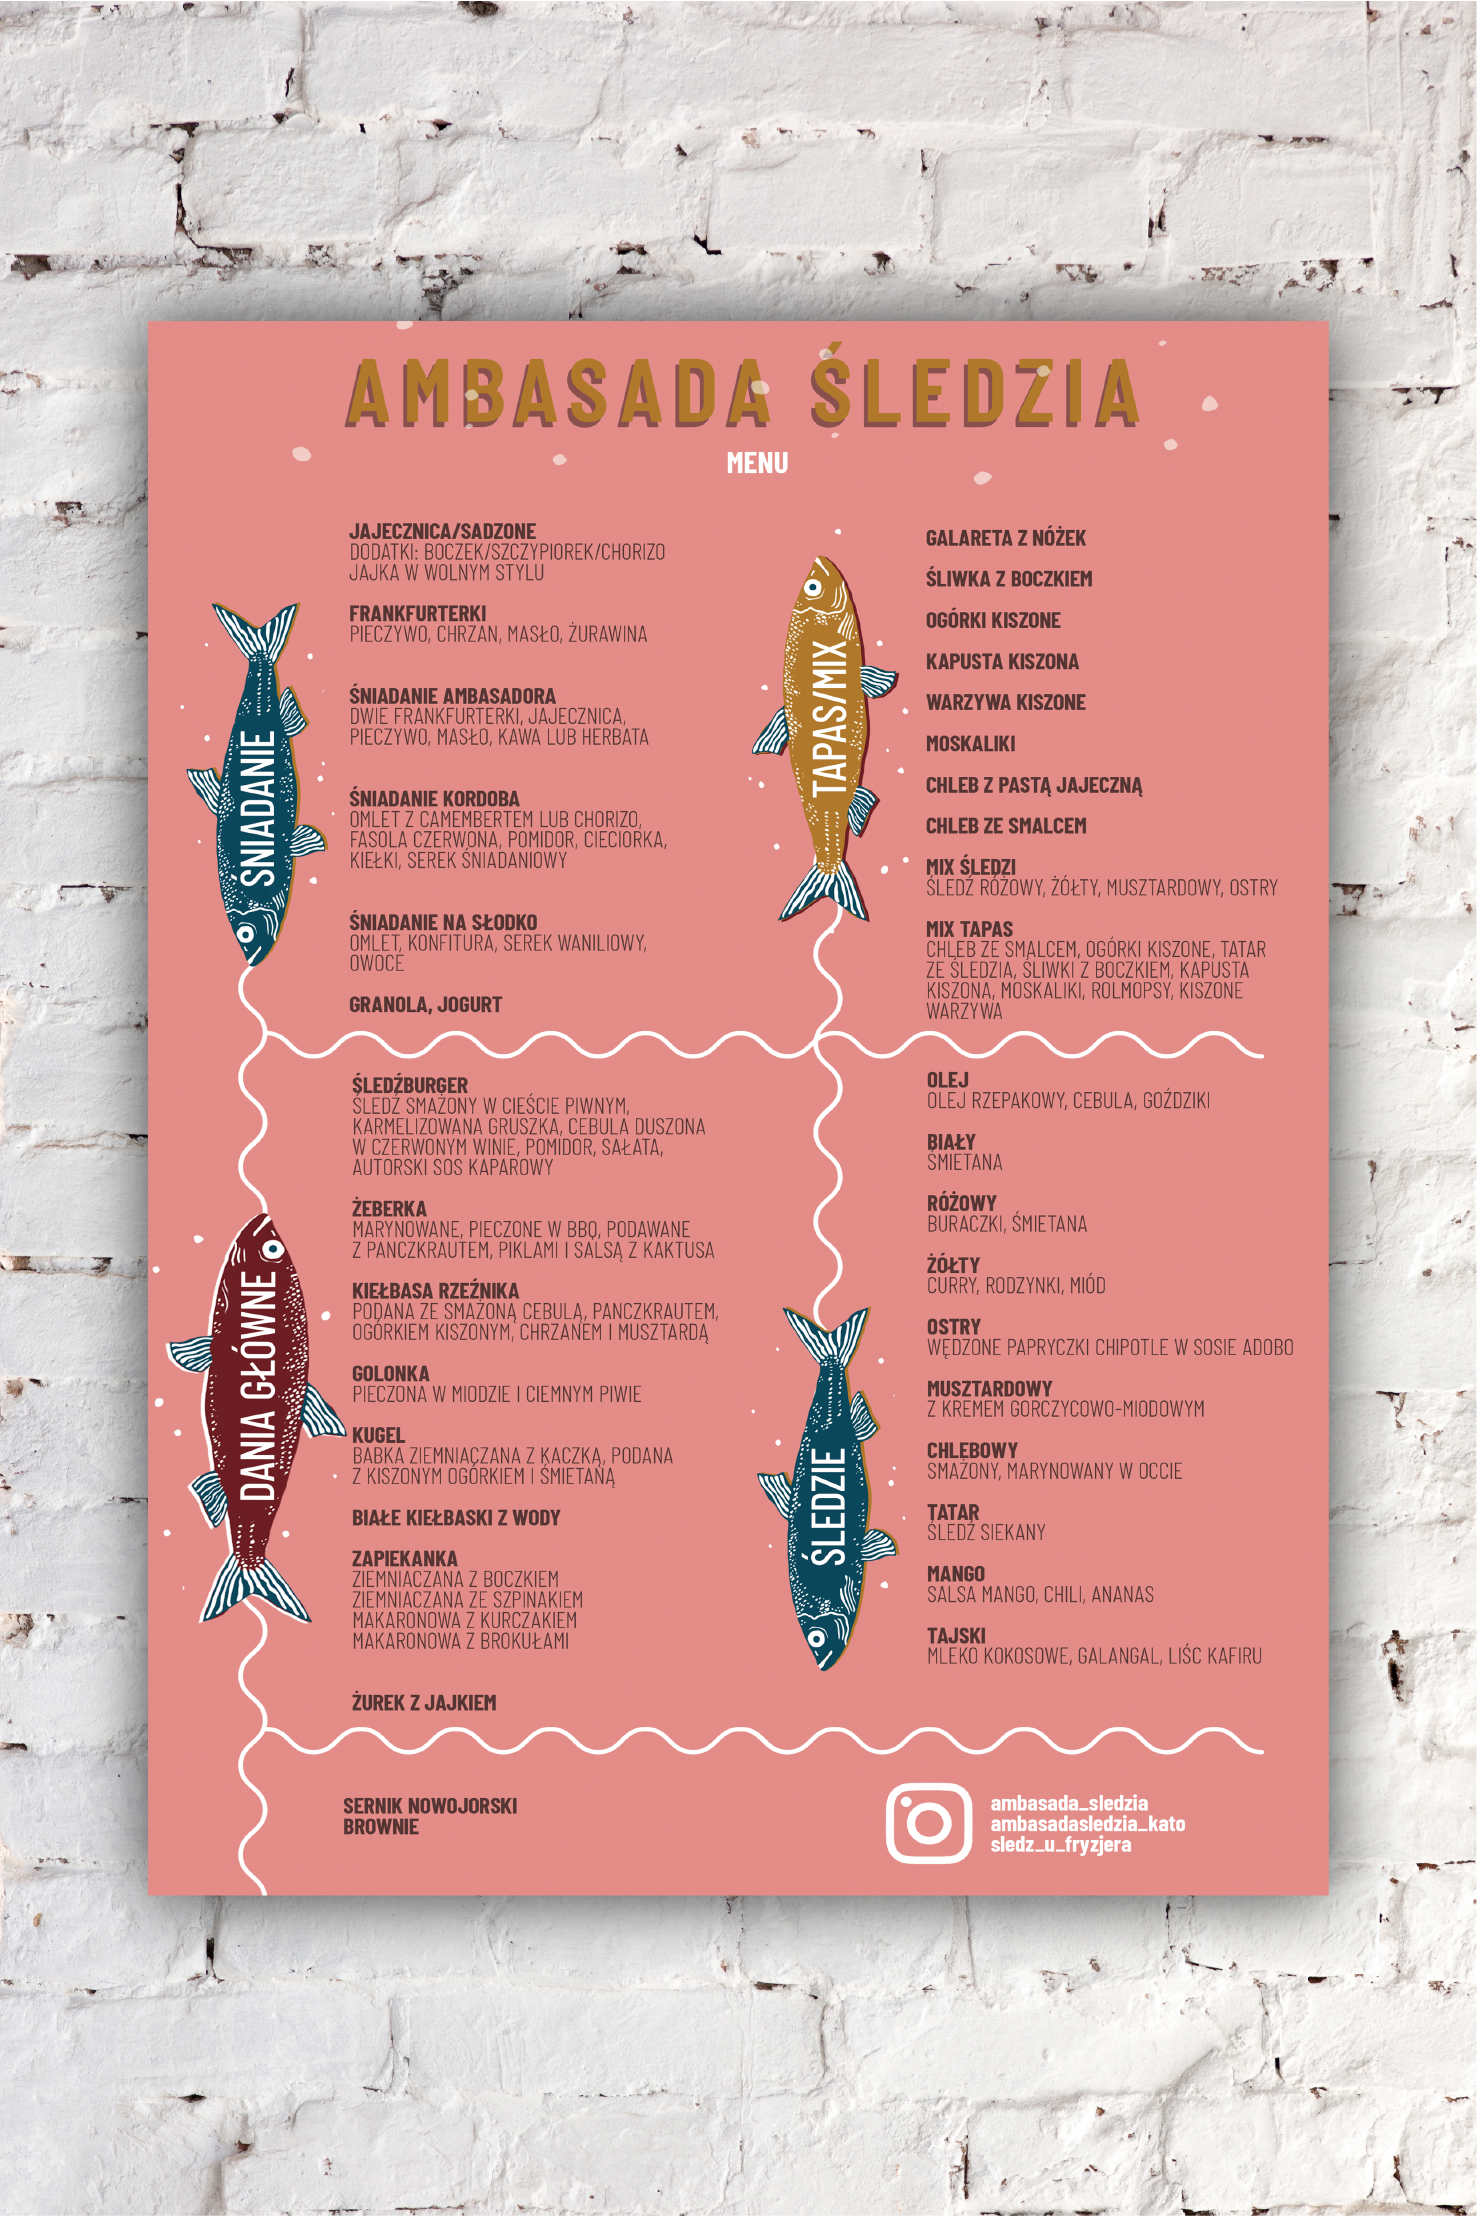 AMBASADA ŚLEDZIA
MENU
ŚNIADANIE
JAJECZNICA/SADZONE
DODATKI: BOCZEK/SZCZYPIOREK/CHORIZO
JAJKA W WOLNYM STYLU
FRANKFURTERKI
PIECZYWO, CHRZAN, MASŁO, ŻURAWINA
ŚNIADANIE AMBASADORA
DWIE FRANKFURTERKI, JAJECZNICA,
PIECZYWO, MASŁO, KAWA LUB HERBATA
ŚNIADANIE KORDOBA
OMLET Z CAMEMBERTEM LUB CHORIZO,
FASOLA CZERWONA, POMIDOR, CIECIORKA,
KIEŁKI, SEREK ŚNIADANIOWY
ŚNIADANIE NA SŁODKO
OMLET, KONFITURA, SEREK WANILIOWY,
OWOCE
GRANOLA, JOGURT
TAPAS/MIX
GALARETA Z NÓŻEK
ŚLIWKA Z BOCZKIEM
OGÓRKI KISZONE
KAPUSTA KISZONA
WARZYWA KISZONE
MOSKALIKI
CHLEB Z PASTĄ JAJECZNĄ
CHLEB ZE SMALCEM
MIX ŚLEDZI
ŚLEDŹ RÓŻOWY, ŻÓŁTY, MUSZTARDOWY, OSTRY
MIX TAPAS
CHLEB ZE SMALCEM, OGÓRKI KISZONE, TATAR
ZE ŚLEDZIA, ŚLIWKI Z BOCZKIEM, KAPUSTA
KISZONA, MOSKALIKI, ROLMOPSY, KISZONE
WARZYWA
DANIA GŁÓWNE
ŚLEDŹBURGER
ŚLEDŹ SMAŻONY W CIEŚCIE PIWNYM,
KARMELIZOWANA GRUSZKA, CEBULA DUSZONA
W CZERWONYM WINIE, POMIDOR, SAŁATA,
AUTORSKI SOS KAPAROWY
ŻEBERKA
MARYNOWANE, PIECZONE W BBQ, PODAWANE
Z PANCZKRAUTEM, PIKLAMI I SALSĄ Z KAKTUSA
KIEŁBASA RZEŹNIKA
PODANA ZE SMAŻONĄ CEBULĄ, PANCZKRAUTEM,
OGÓRKIEM KISZONYM, CHRZANEM I MUSZTARDĄ
GOLONKA
PIECZONA W MIODZIE I CIEMNYM PIWIE
KUGEL
BABKA ZIEMNIACZANA Z KACZKĄ, PODANA
Z KISZONYM OGÓRKIEM I ŚMIETANĄ
BIAŁE KIEŁBASKI Z WODY
ZAPIEKANKA
ZIEMNIACZANA Z BOCZKIEM
ZIEMNIACZANA ZE SZPINAKIEM
MAKARONOWA Z KURCZAKIEM
MAKARONOWA Z BROKUŁAMI
ŻUREK Z JAJKIEM
ŚLEDZIE
OLEJ
OLEJ RZEPAKOWY, CEBULA, GOŹDZIKI
BIAŁY
ŚMIETANA
RÓŻOWY
BURACZKI, ŚMIETANA
ŻÓŁTY
CURRY, RODZYNKI, MIÓD
OSTRY
WĘDZONE PAPRYCZKI CHIPOTLE W SOSIE ADOBO
MUSZTARDOWY
Z KREMEM GORCZYCOWO-MIODOWYM
CHLEBOWY
SMAŻONY, MARYNOWANY W OCCIE
TATAR
ŚLEDŹ SIEKANY
MANGO
SALSA MANGO, CHILI, ANANAS
TAJSKI
MLEKO KOKOSOWE, GALANGAL, LIŚC KAFIRU
SERNIK NOWOJORSKI
BROWNIE
ambasada_sledzia
ambasadasledzia_kato
sledz_u_fryzjera